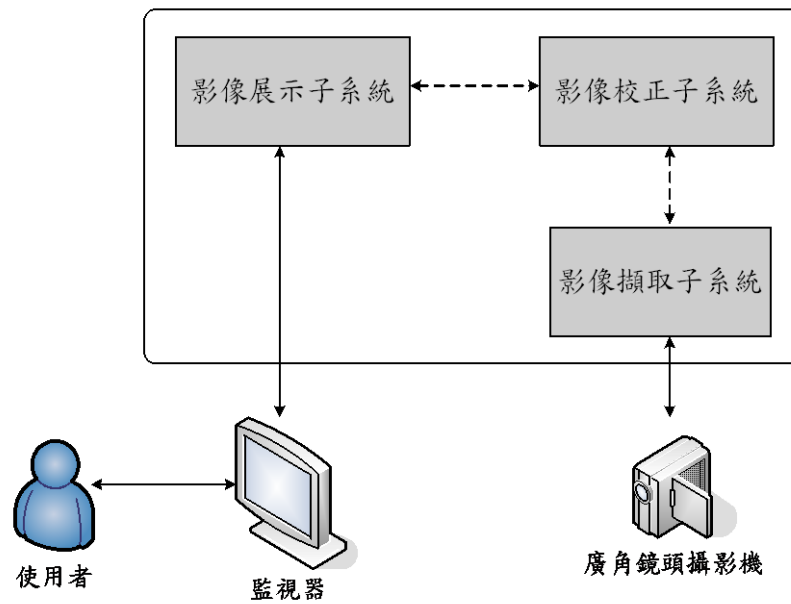 影像展示子系統
影像校正子系統
影像擷取子系統
使用者
監視器
廣角鏡頭攝影機